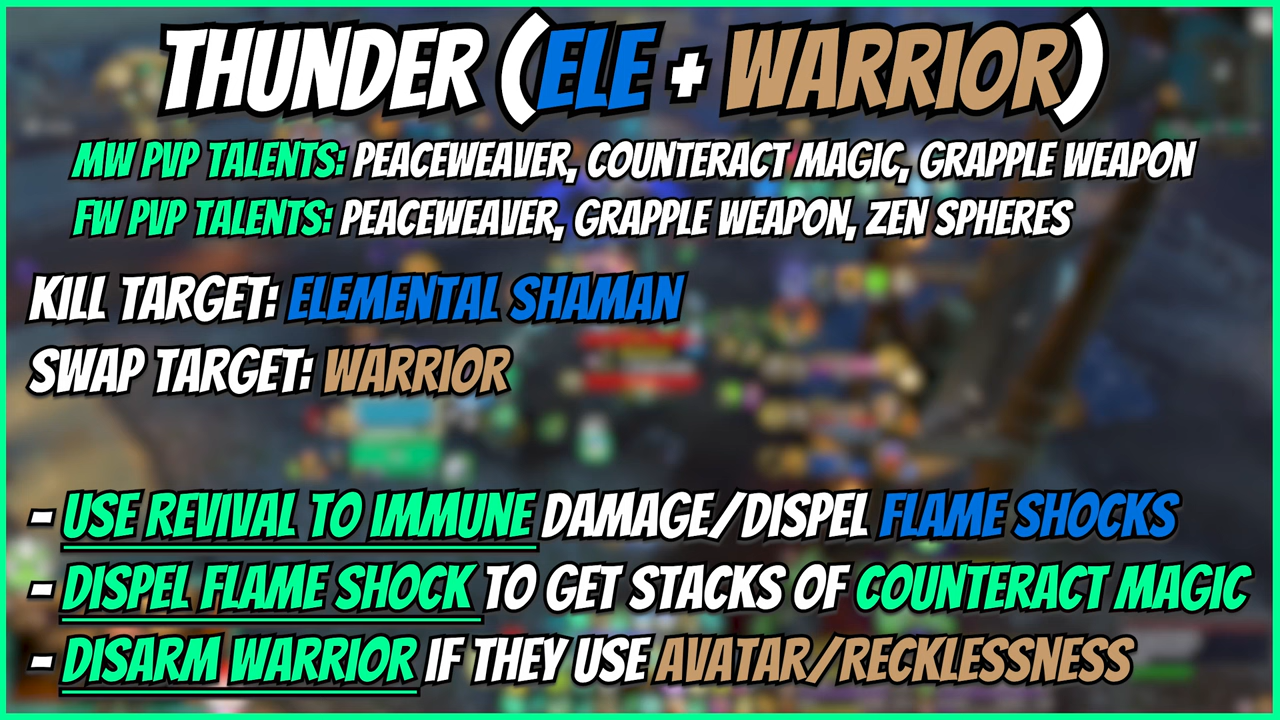 THUNDER (ELE + WARRIOR)
MW PVP TALENTS: PEACEWEAVER, COUNTERACT MAGIC, GRAPPLE WEAPON
FW PVP TALENTS: PEACEWEAVER, GRAPPLE WEAPON, ZEN SPHERES
KILL TARGET: ELEMENTAL SHAMAN
SWAP TARGET: WARRIOR
- USE REVIVAL TO IMMUNE DAMAGE/DISPEL FLAME SHOCKS
- DISPEL FLAME SHOCK TO GET STACKS OF COUNTERACT MAGIC
- DISARM WARRIOR IF THEY USE AVATAR/RECKLESSNESS